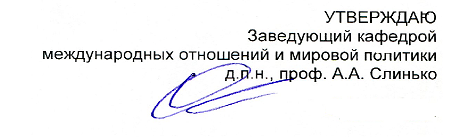 УТВЕРЖДАЮ
Заведующий кафедрой
международных отношений и мировой политики
д.п.н., проф. А.А. Слинько